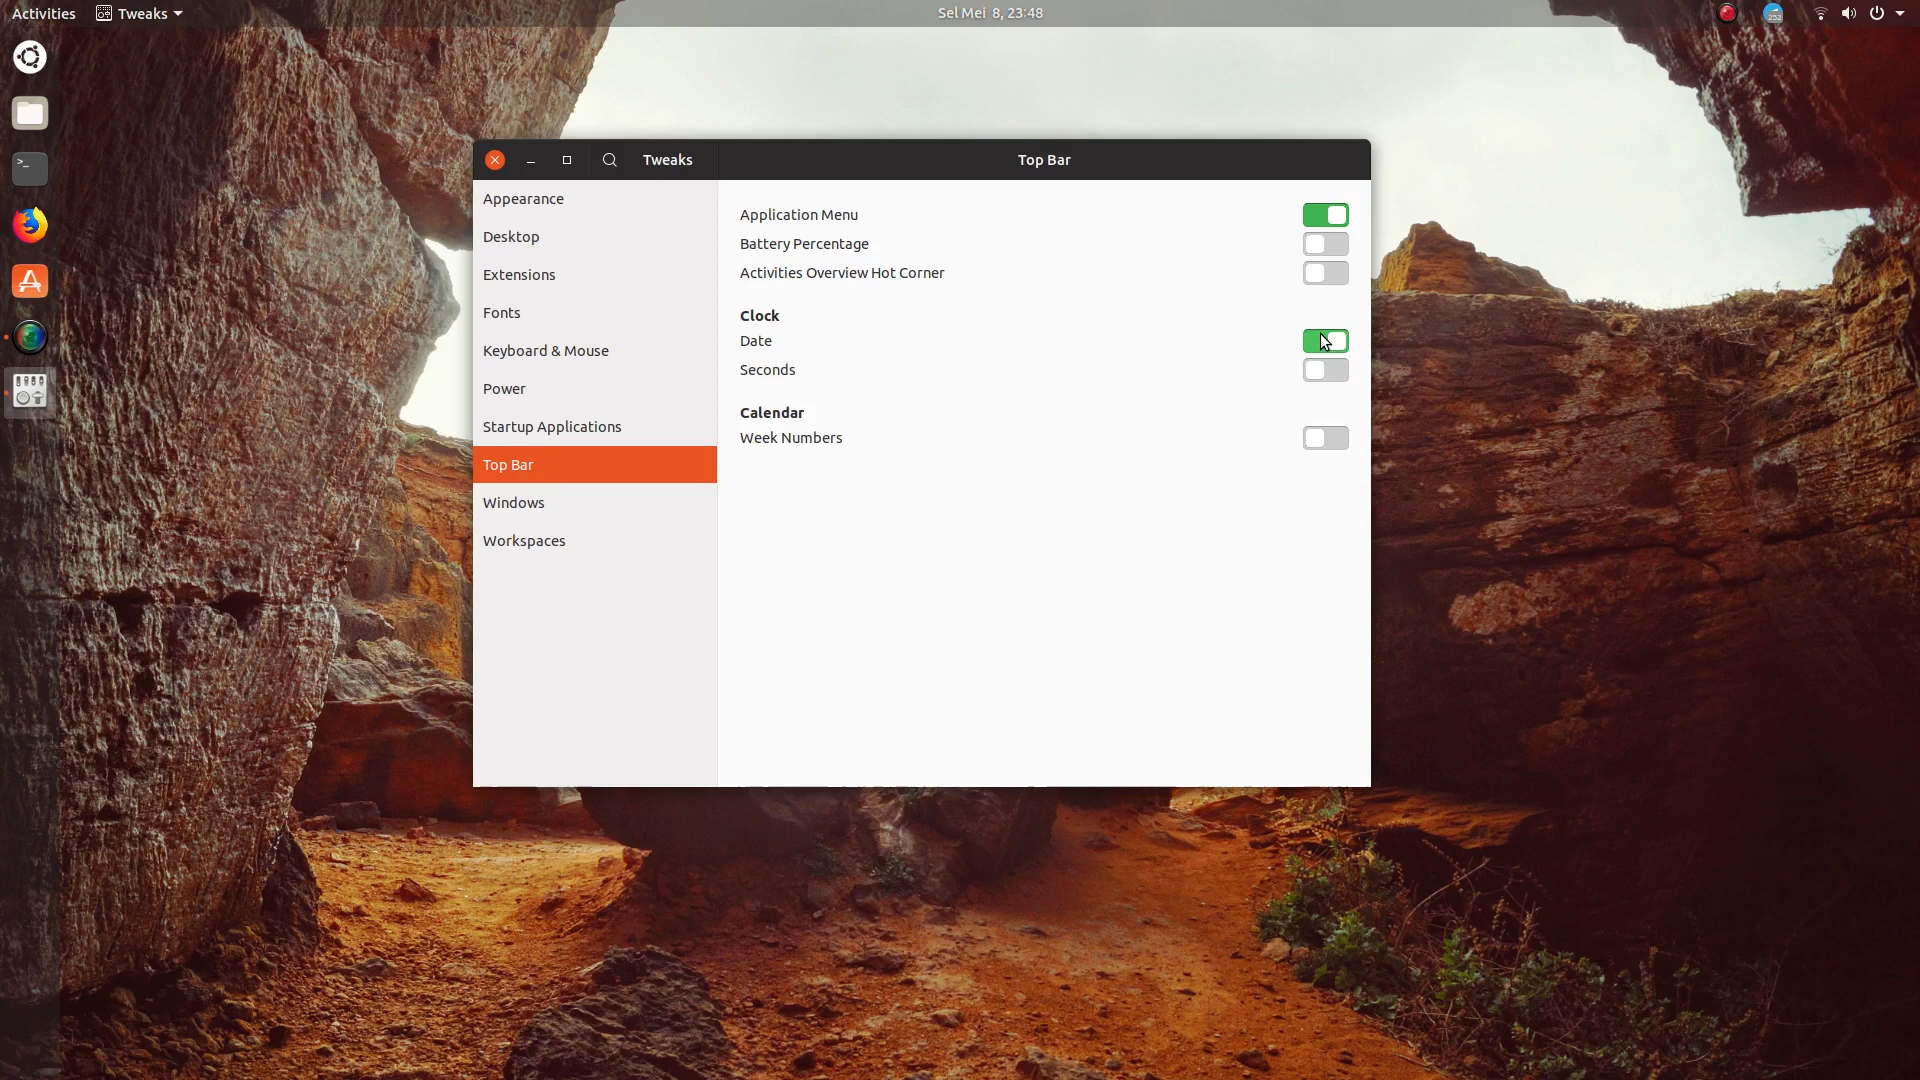 Activities Tweaks Sel Mei 8, 23:48 252
>_
Tweaks Top Bar
Appearance
Desktop
Extensions
Fonts
Keyboard & Mouse
Power
Startup Applications
Top Bar
Windows
Workspaces
Application Menu
Battery Percentage
Activities Overview Hot Corner
Clock
Date
Seconds
Calendar
Week Numbers